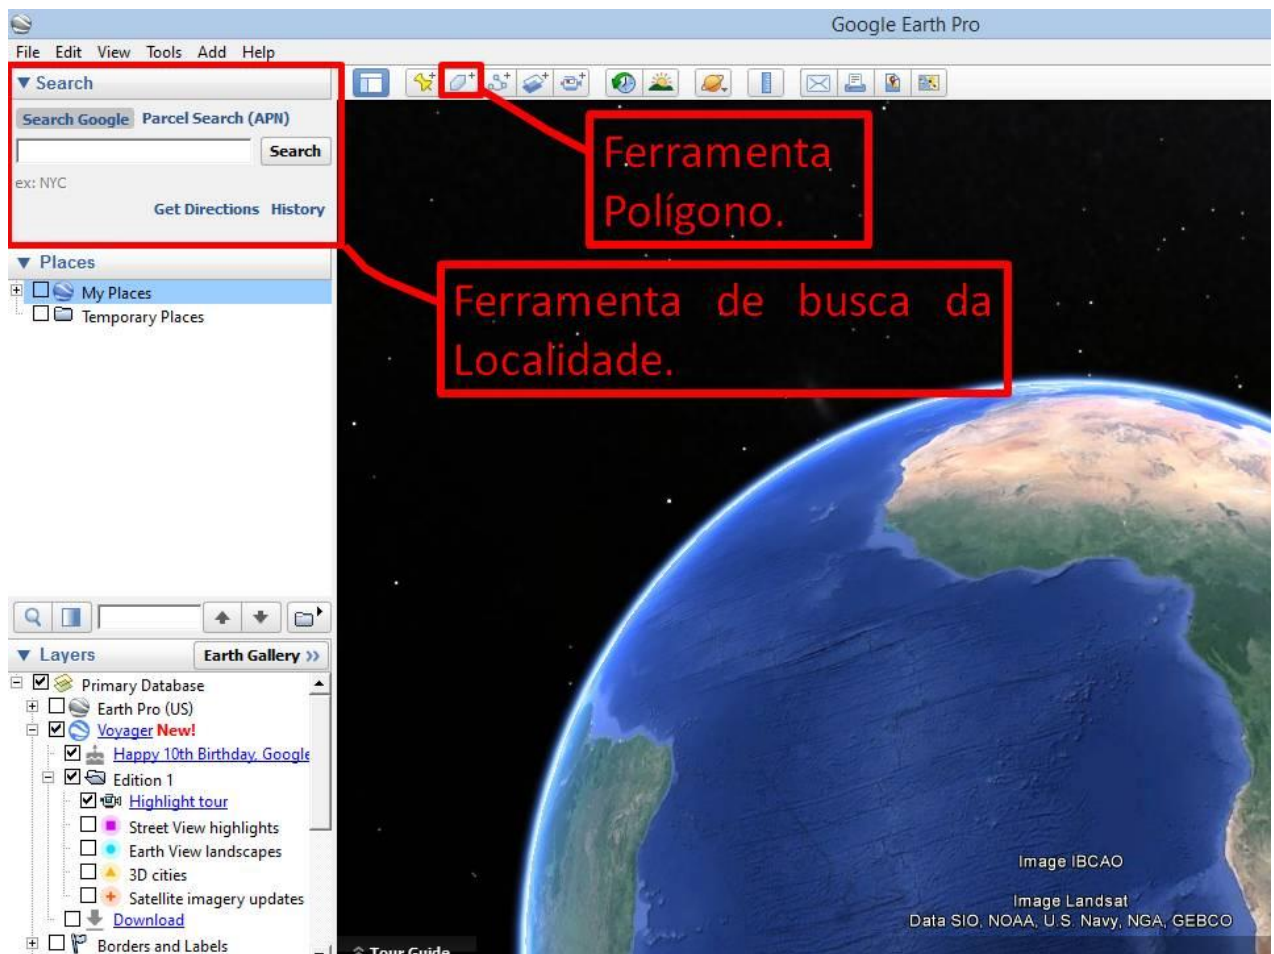 Google Earth Pro
File Edit View Tools Add Help
Search
Search Google Parcel Search (APN)
Search
ex: NYC
Get Directions History
Ferramenta
Polígono.
Places
My Places
Temporary Places
Ferramenta de busca da
Localidade.
Layers
Earth Gallery »
Primary Database
Earth Pro (US)
Voyager New!
Happy 10th Birthday, Google
Edition 1
Highlight tour
Street View highlights
Earth View landscapes
3D cities
Satellite imagery updates
Download
Borders and Labels
Image IBCAO
Image Landsat
Data SIO, NOAA, U.S. Navy, NGA, GEBCO
Tour Guide